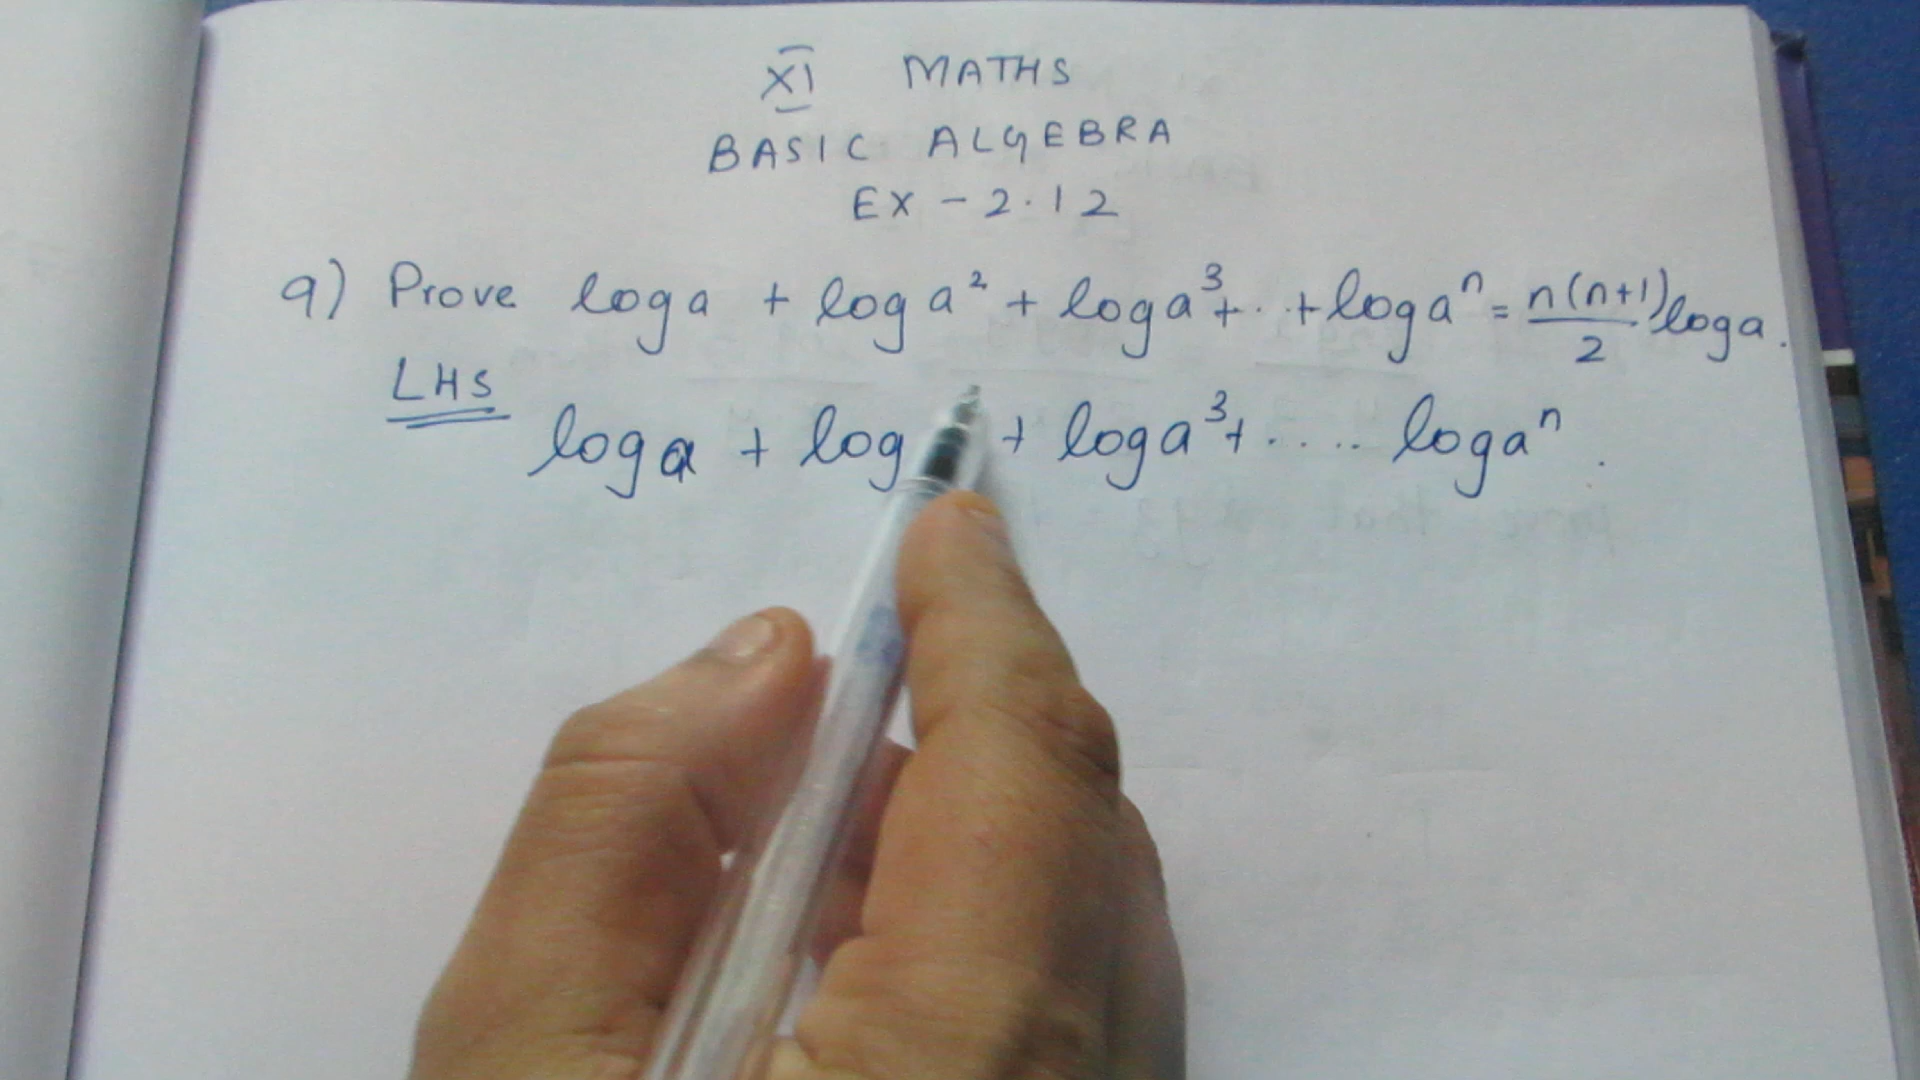 XI MATHS
BASIC ALGEBRA
EX - 2.12
9) Prove log a + log a² + log a³ + .. + log aⁿ = n(n+1)/2 log a.
LHS
log a + log + log a³ + ..... log aⁿ.